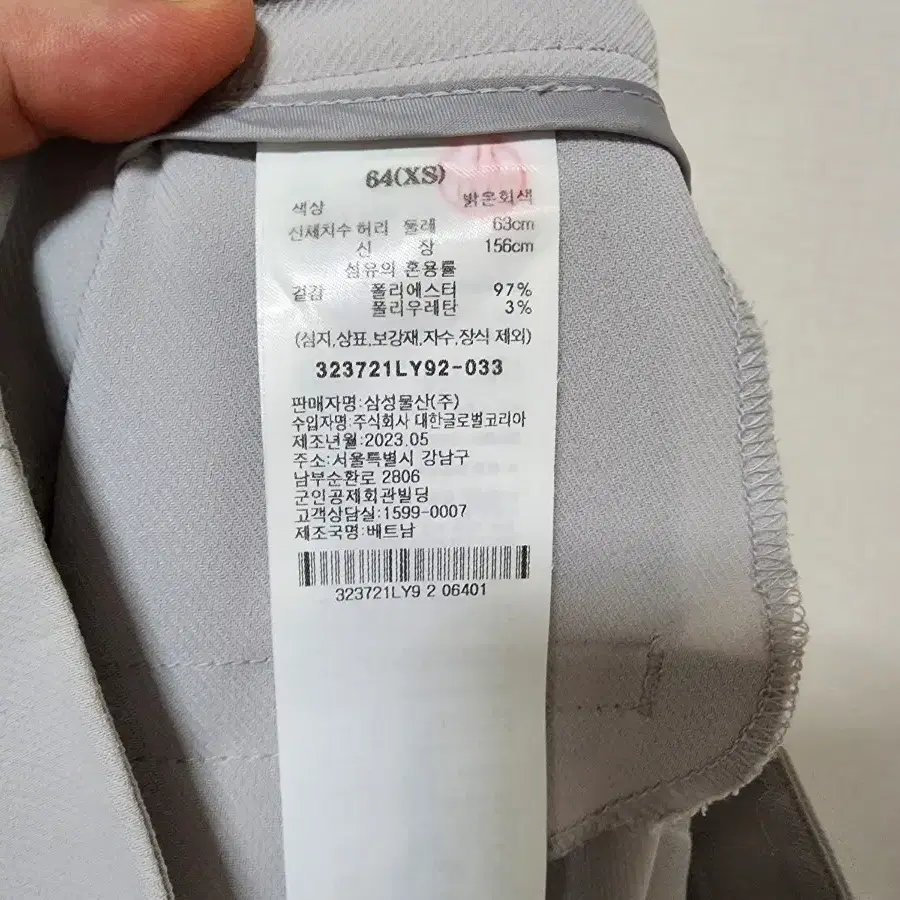 64(XS)
색상 밝은회색
신체치수 허리 둘레 63cm
신 장 156cm
섬유의 혼용률
겉감 폴리에스터 97%
폴리우레탄 3%
(심지,상표,보강재,자수,장식 제외)
323721LY92-033
판매자명:삼성물산(주)
수입자명:주식회사 대한글로벌코리아
제조년월:2023.05
주소:서울특별시 강남구
남부순환로 2806
군인공제회관빌딩
고객상담실:1599-0007
제조국명:베트남
323721LY9 2 06401